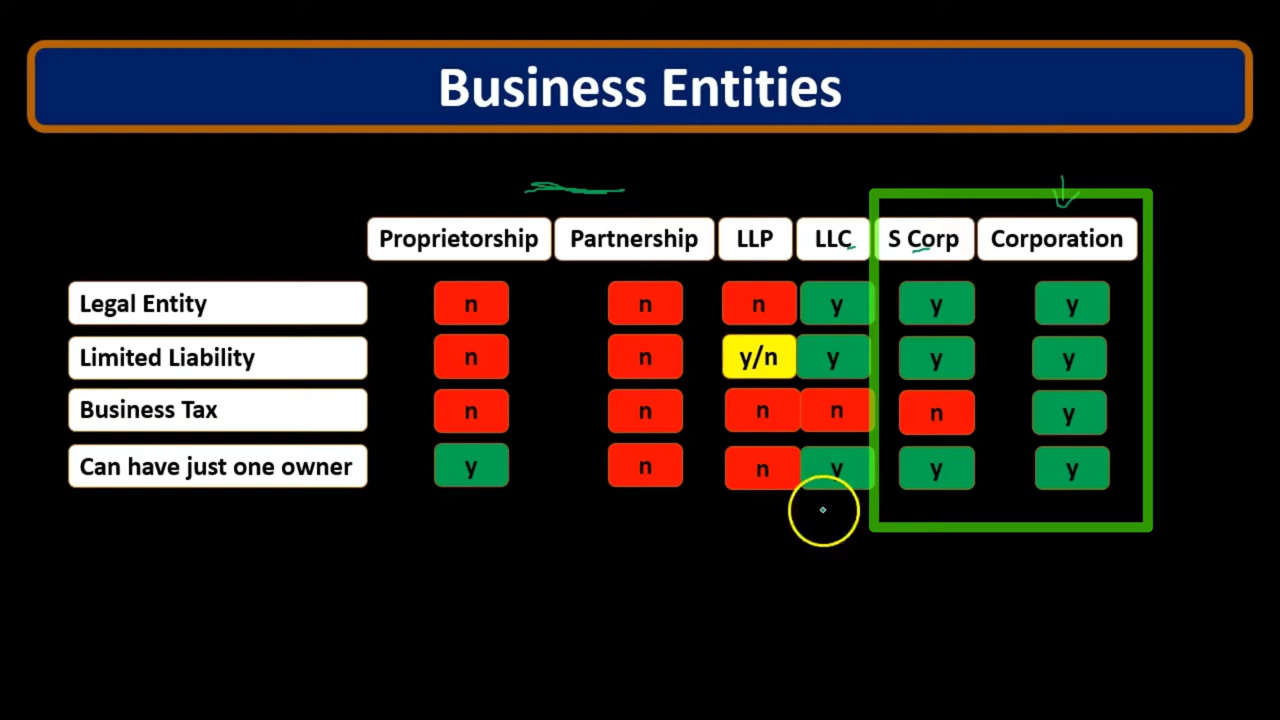 Business Entities
Proprietorship Partnership LLP LLC S Corp Corporation
Legal Entity n n n y y y
Limited Liability n n y/n y y y
Business Tax n n n n n y
Can have just one owner y n n y y y